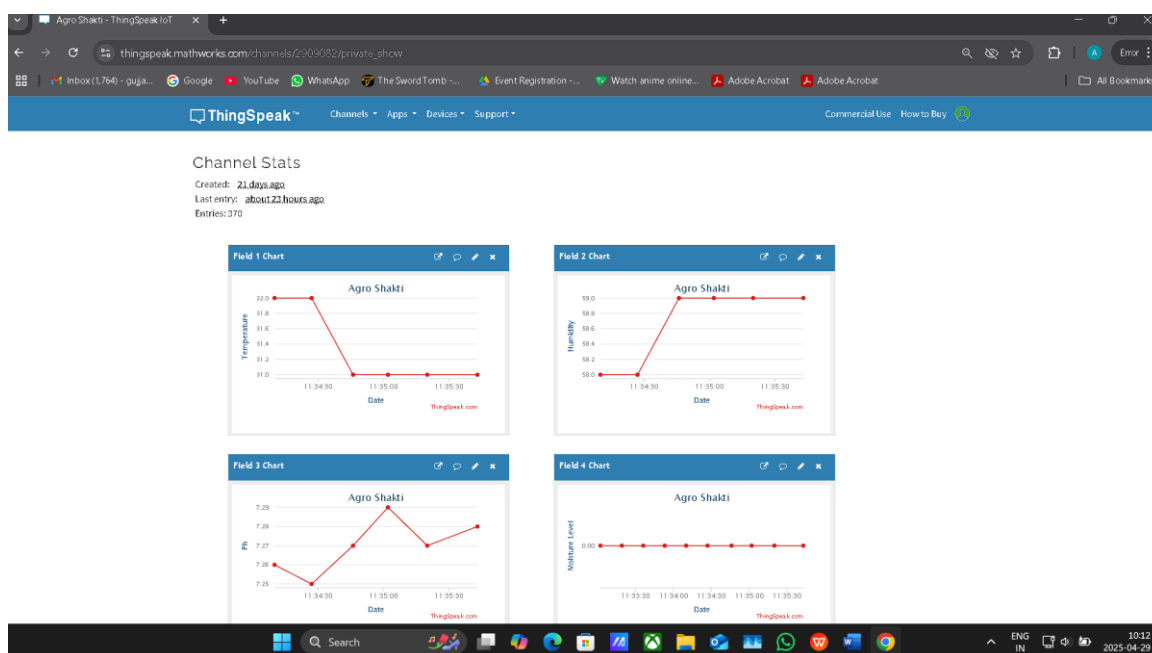 Agro Shakti - ThingSpeak IoT
thingspeak.mathworks.com/channels/2909082/private_show
Error
Inbox (1,764) - gujja... Google YouTube WhatsApp The Sword Tomb -... Event Registration -... Watch anime online... Adobe Acrobat Adobe Acrobat All Bookmark
ThingSpeak™ Channels Apps Devices Support Commercial Use How to Buy
Channel Stats
Created: 21 days ago
Last entry: about 23 hours ago
Entries: 370
Field 1 Chart
Agro Shakti
Temperature
32.0
31.8
31.6
31.4
31.2
31.0
11:34:30 11:35:00 11:35:30
Date
ThingSpeak.com
Field 2 Chart
Agro Shakti
Humidity
59.0
58.8
58.6
58.4
58.2
58.0
11:34:30 11:35:00 11:35:30
Date
ThingSpeak.com
Field 3 Chart
Agro Shakti
Ph
7.29
7.28
7.27
7.26
7.25
11:34:30 11:35:00 11:35:30
Date
ThingSpeak.com
Field 4 Chart
Agro Shakti
Moisture Level
0.00
11:33:30 11:34:00 11:34:30 11:35:00 11:35:30
Date
ThingSpeak.com
Search
ENG
IN
10:12
2025-04-29